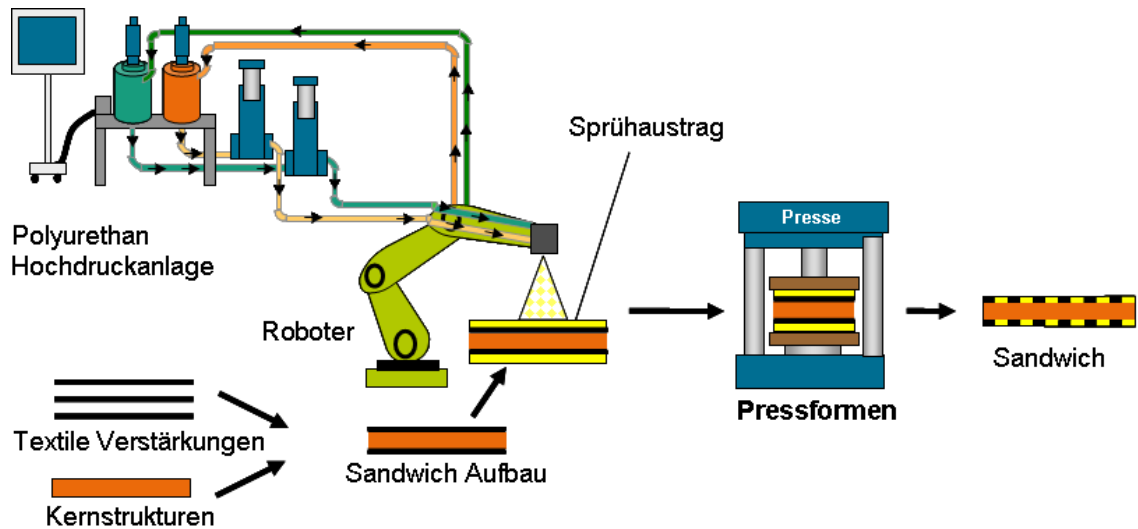 Sprühaustrag
Polyurethan
Hochdruckanlage
Presse
Roboter
Sandwich
Pressformen
Textile Verstärkungen
Sandwich Aufbau
Kernstrukturen